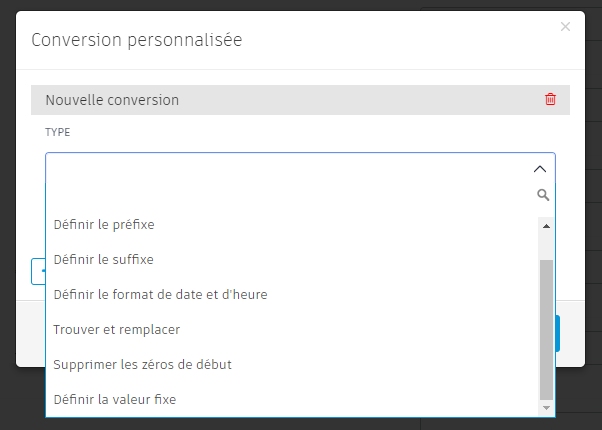 Conversion personnalisée
Nouvelle conversion
TYPE
Définir le préfixe
Définir le suffixe
Définir le format de date et d'heure
Trouver et remplacer
Supprimer les zéros de début
Définir la valeur fixe